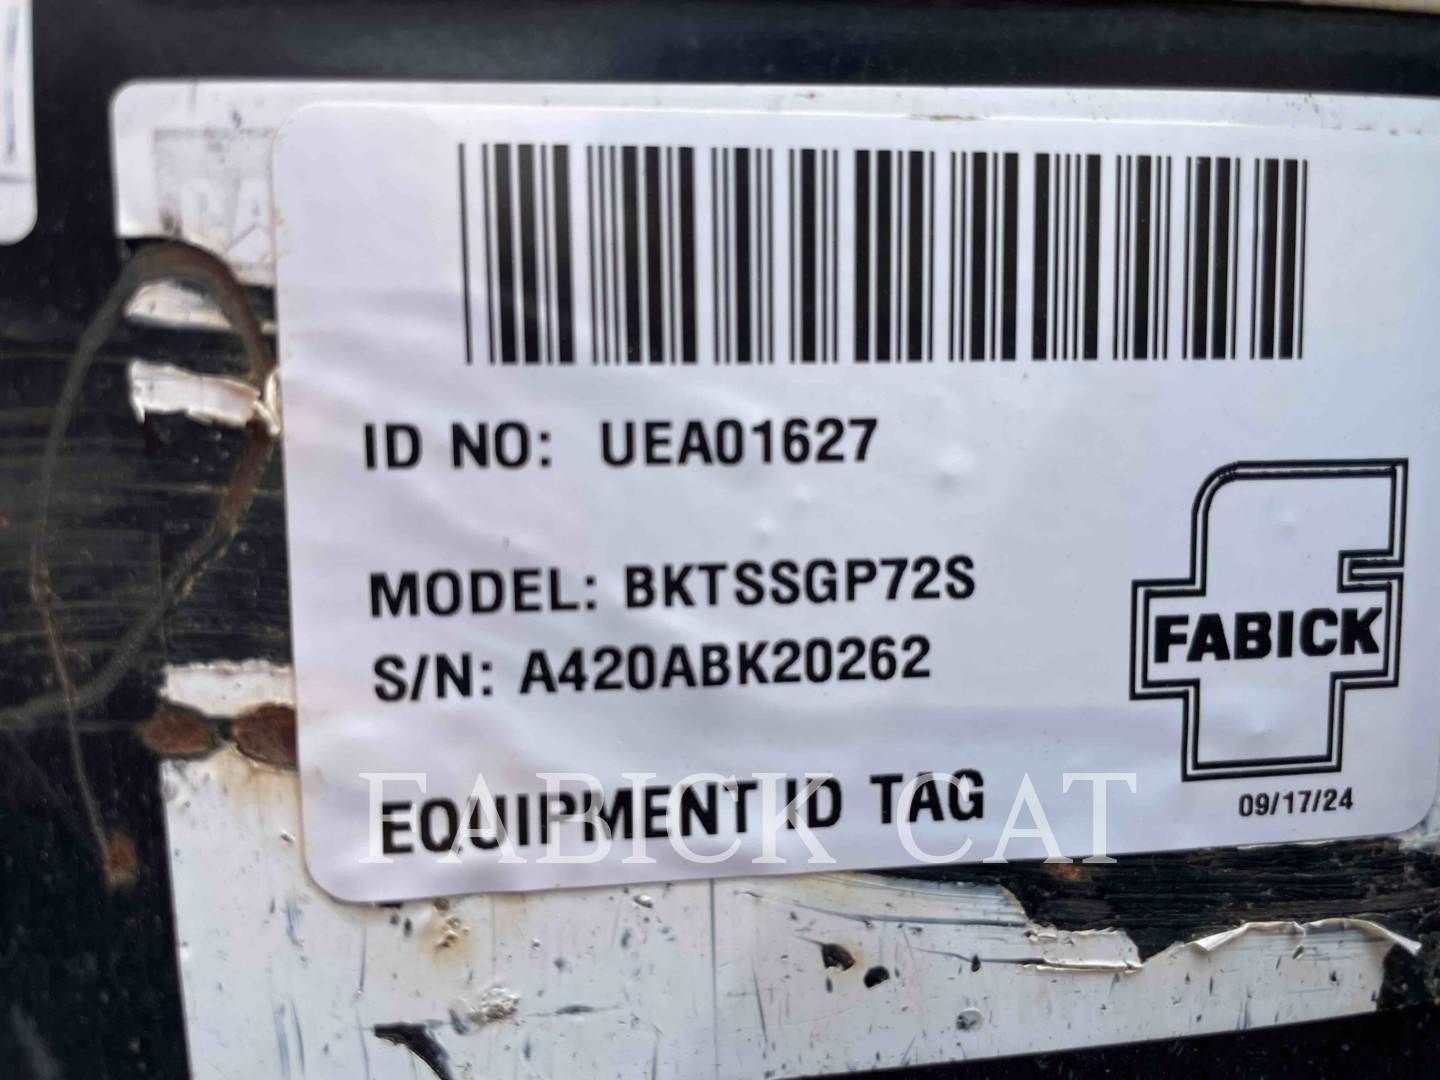 ID NO: UEA01627
MODEL: BKTSSGP72S
S/N: A420ABK20262
FABICK
EQUIPMENT ID TAG
09/17/24
FABICK CAT